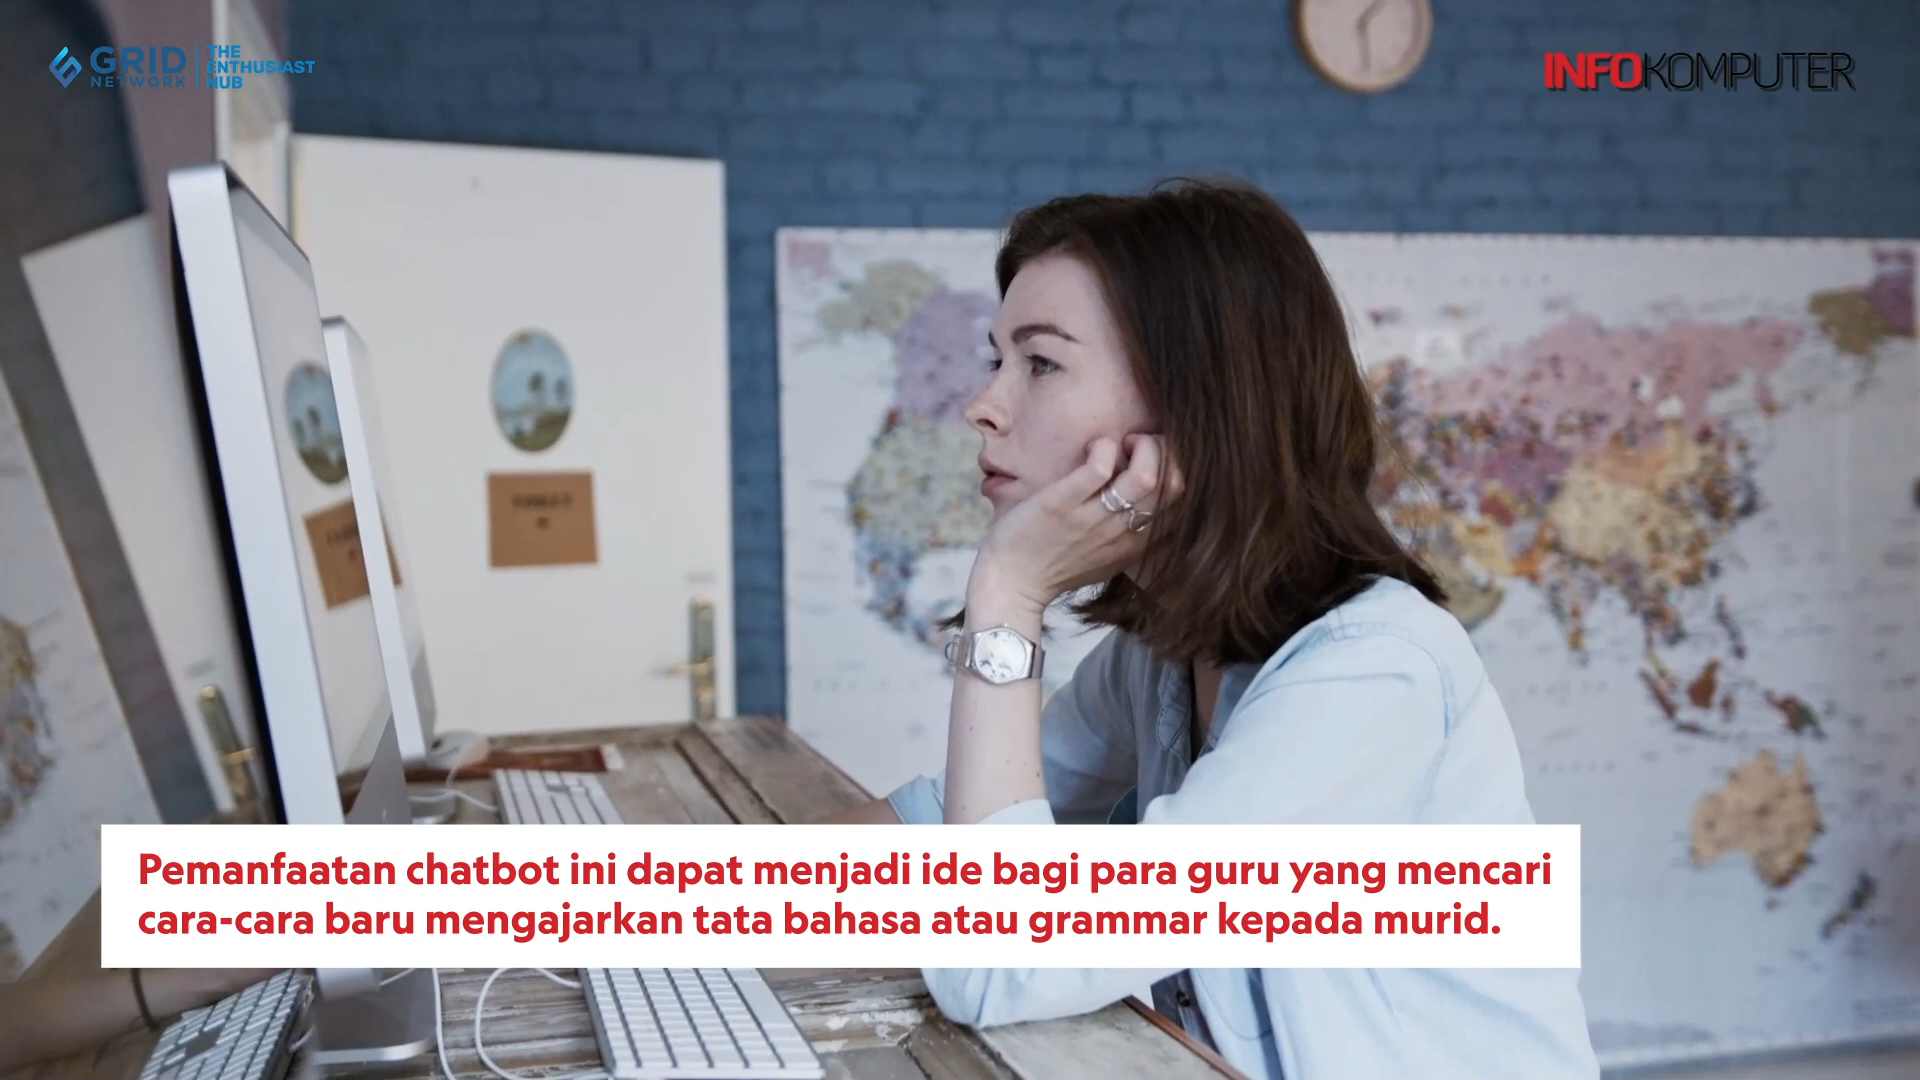 GRID NETWORK
THE ENTHUSIAST HUB
INFOKOMPUTER
Pemanfaatan chatbot ini dapat menjadi ide bagi para guru yang mencari
cara-cara baru mengajarkan tata bahasa atau grammar kepada murid.